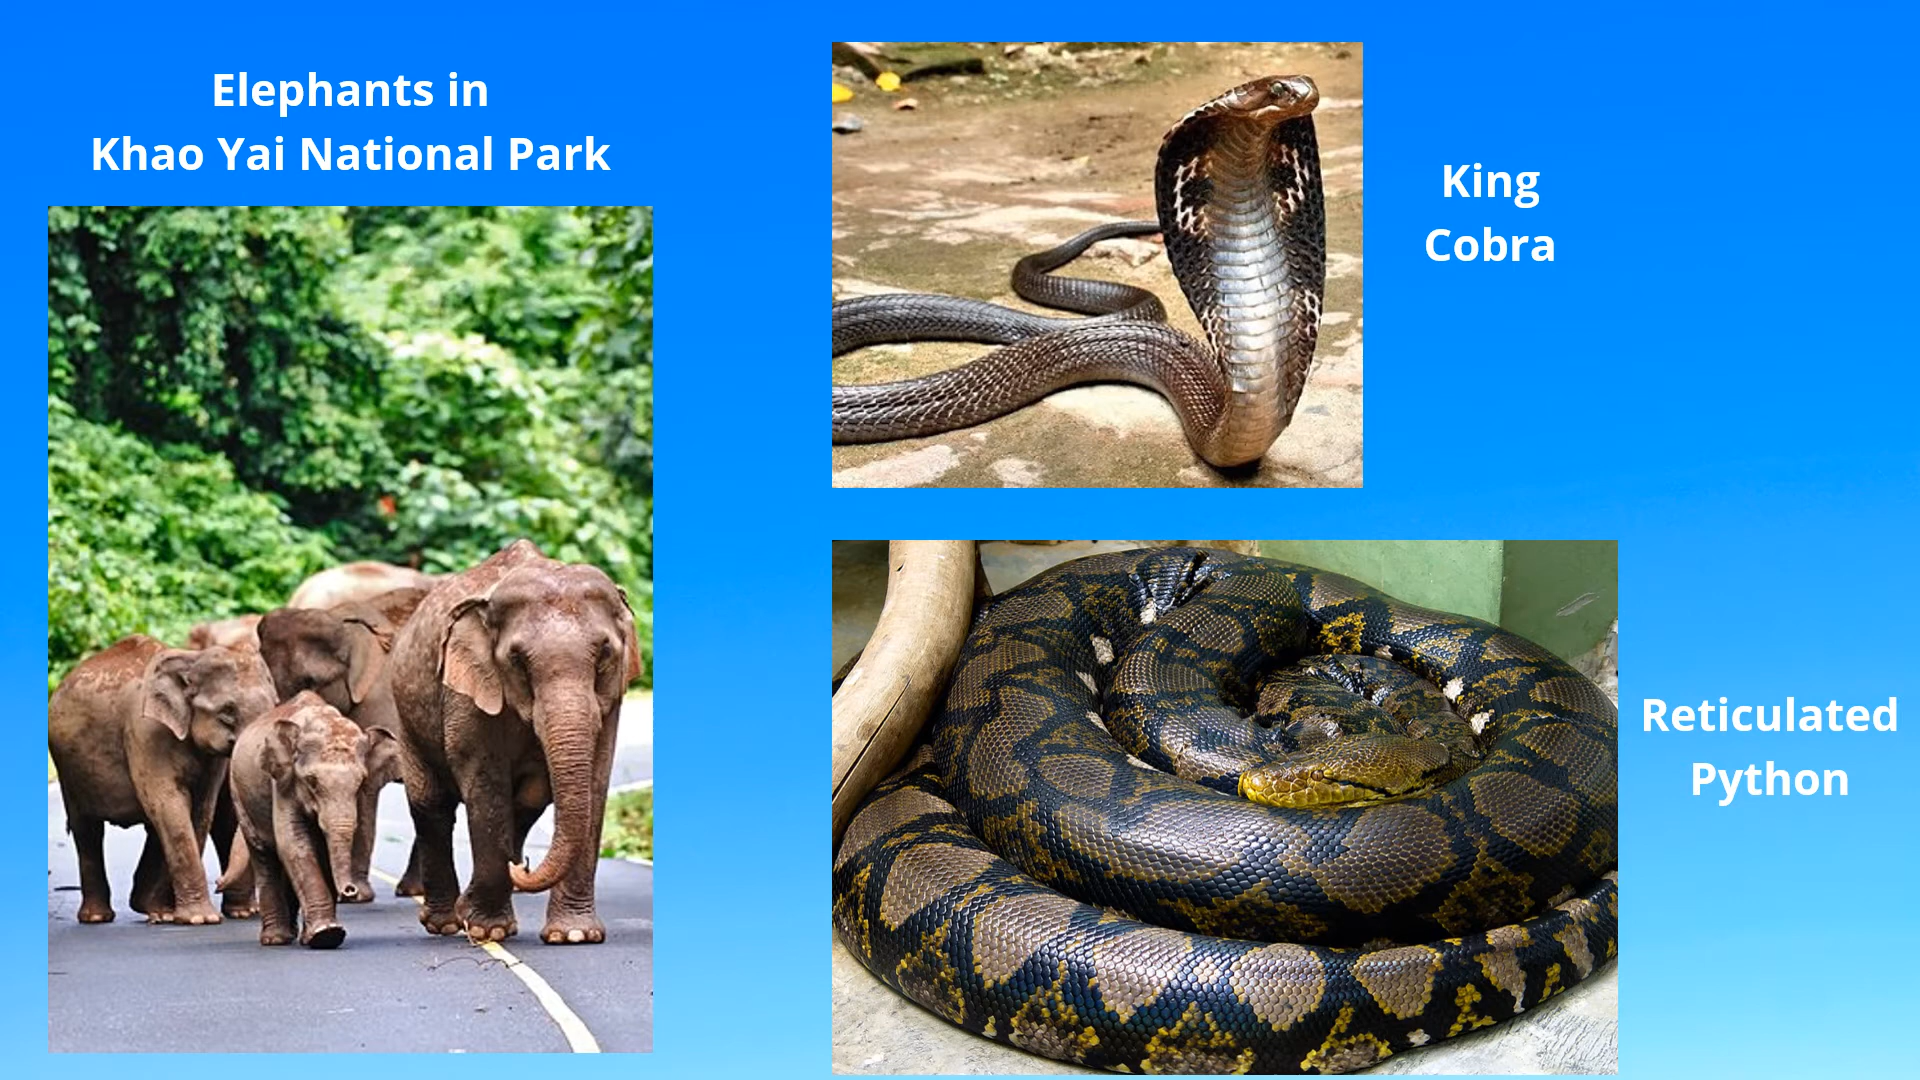 Elephants in
Khao Yai National Park
King
Cobra
Reticulated
Python